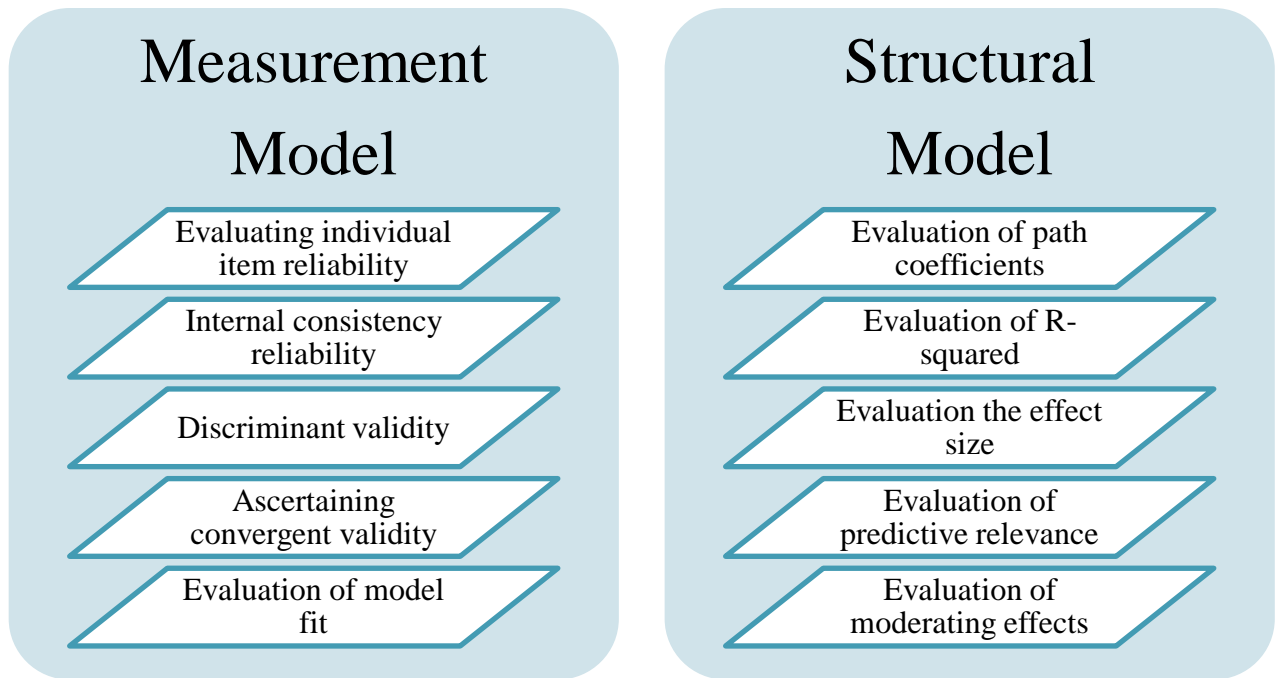 Measurement
Model
Evaluating individual
item reliability
Internal consistency
reliability
Discriminant validity
Ascertaining
convergent validity
Evaluation of model
fit
Structural
Model
Evaluation of path
coefficients
Evaluation of R-
squared
Evaluation the effect
size
Evaluation of
predictive relevance
Evaluation of
moderating effects